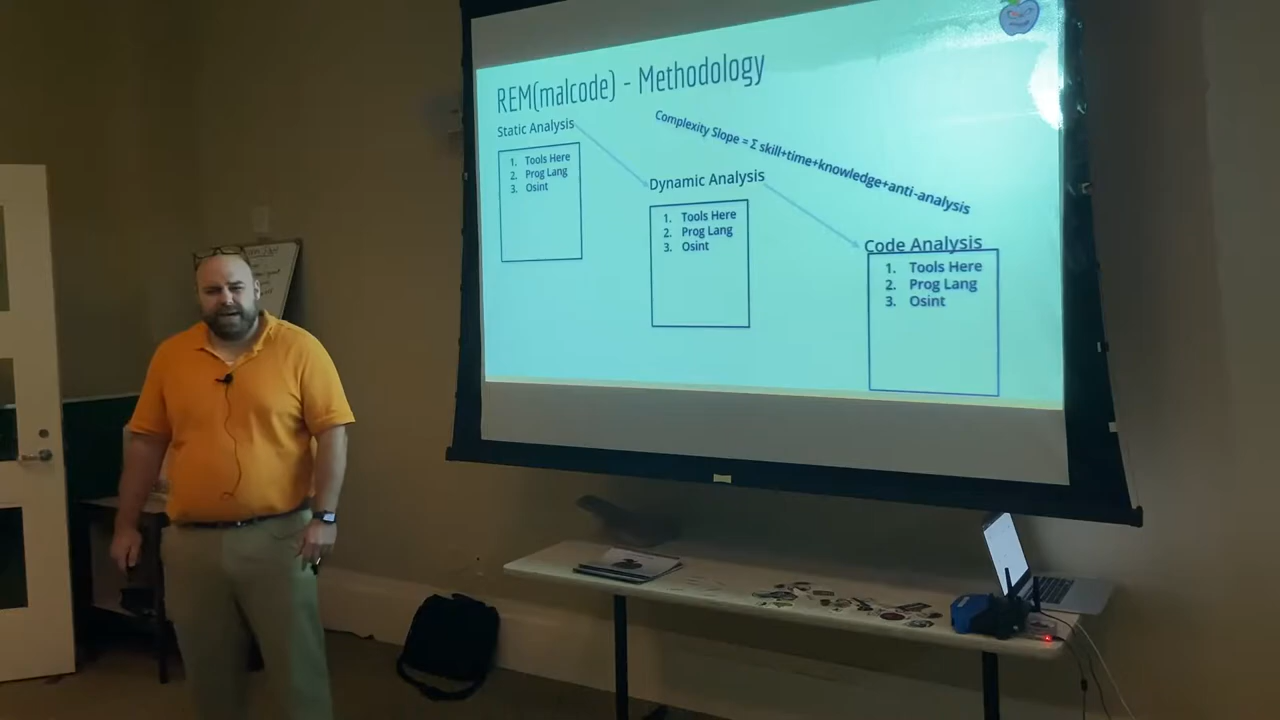 REM(malcode) - Methodology
Static Analysis
1. Tools Here
2. Prog Lang
3. Osint
Complexity Slope = Σ skill+time+knowledge+anti-analysis
Dynamic Analysis
1. Tools Here
2. Prog Lang
3. Osint
Code Analysis
1. Tools Here
2. Prog Lang
3. Osint